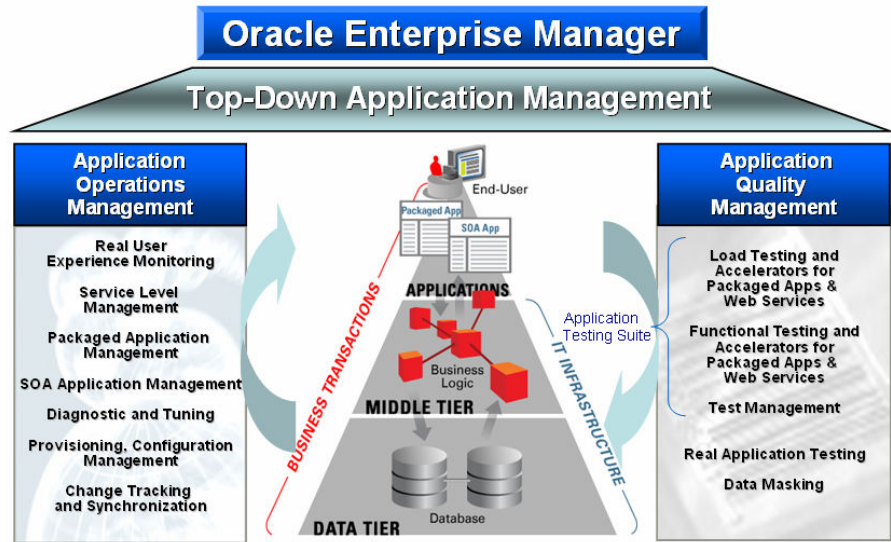 Oracle Enterprise Manager
Top-Down Application Management
Application
Operations
Management
Real User
Experience Monitoring
Service Level
Management
Packaged Application
Management
SOA Application Management
Diagnostic and Tuning
Provisioning, Configuration
Management
Change Tracking
and Synchronization
BUSINESS TRANSACTIONS
End-User
Packaged App
SOA App
APPLICATIONS
Business
Logic
MIDDLE TIER
Database
DATA TIER
IT INFRASTRUCTURE
Application
Testing Suite
Application
Quality
Management
Load Testing and
Accelerators for
Packaged Apps &
Web Services
Functional Testing and
Accelerators for
Packaged Apps &
Web Services
Test Management
Real Application Testing
Data Masking